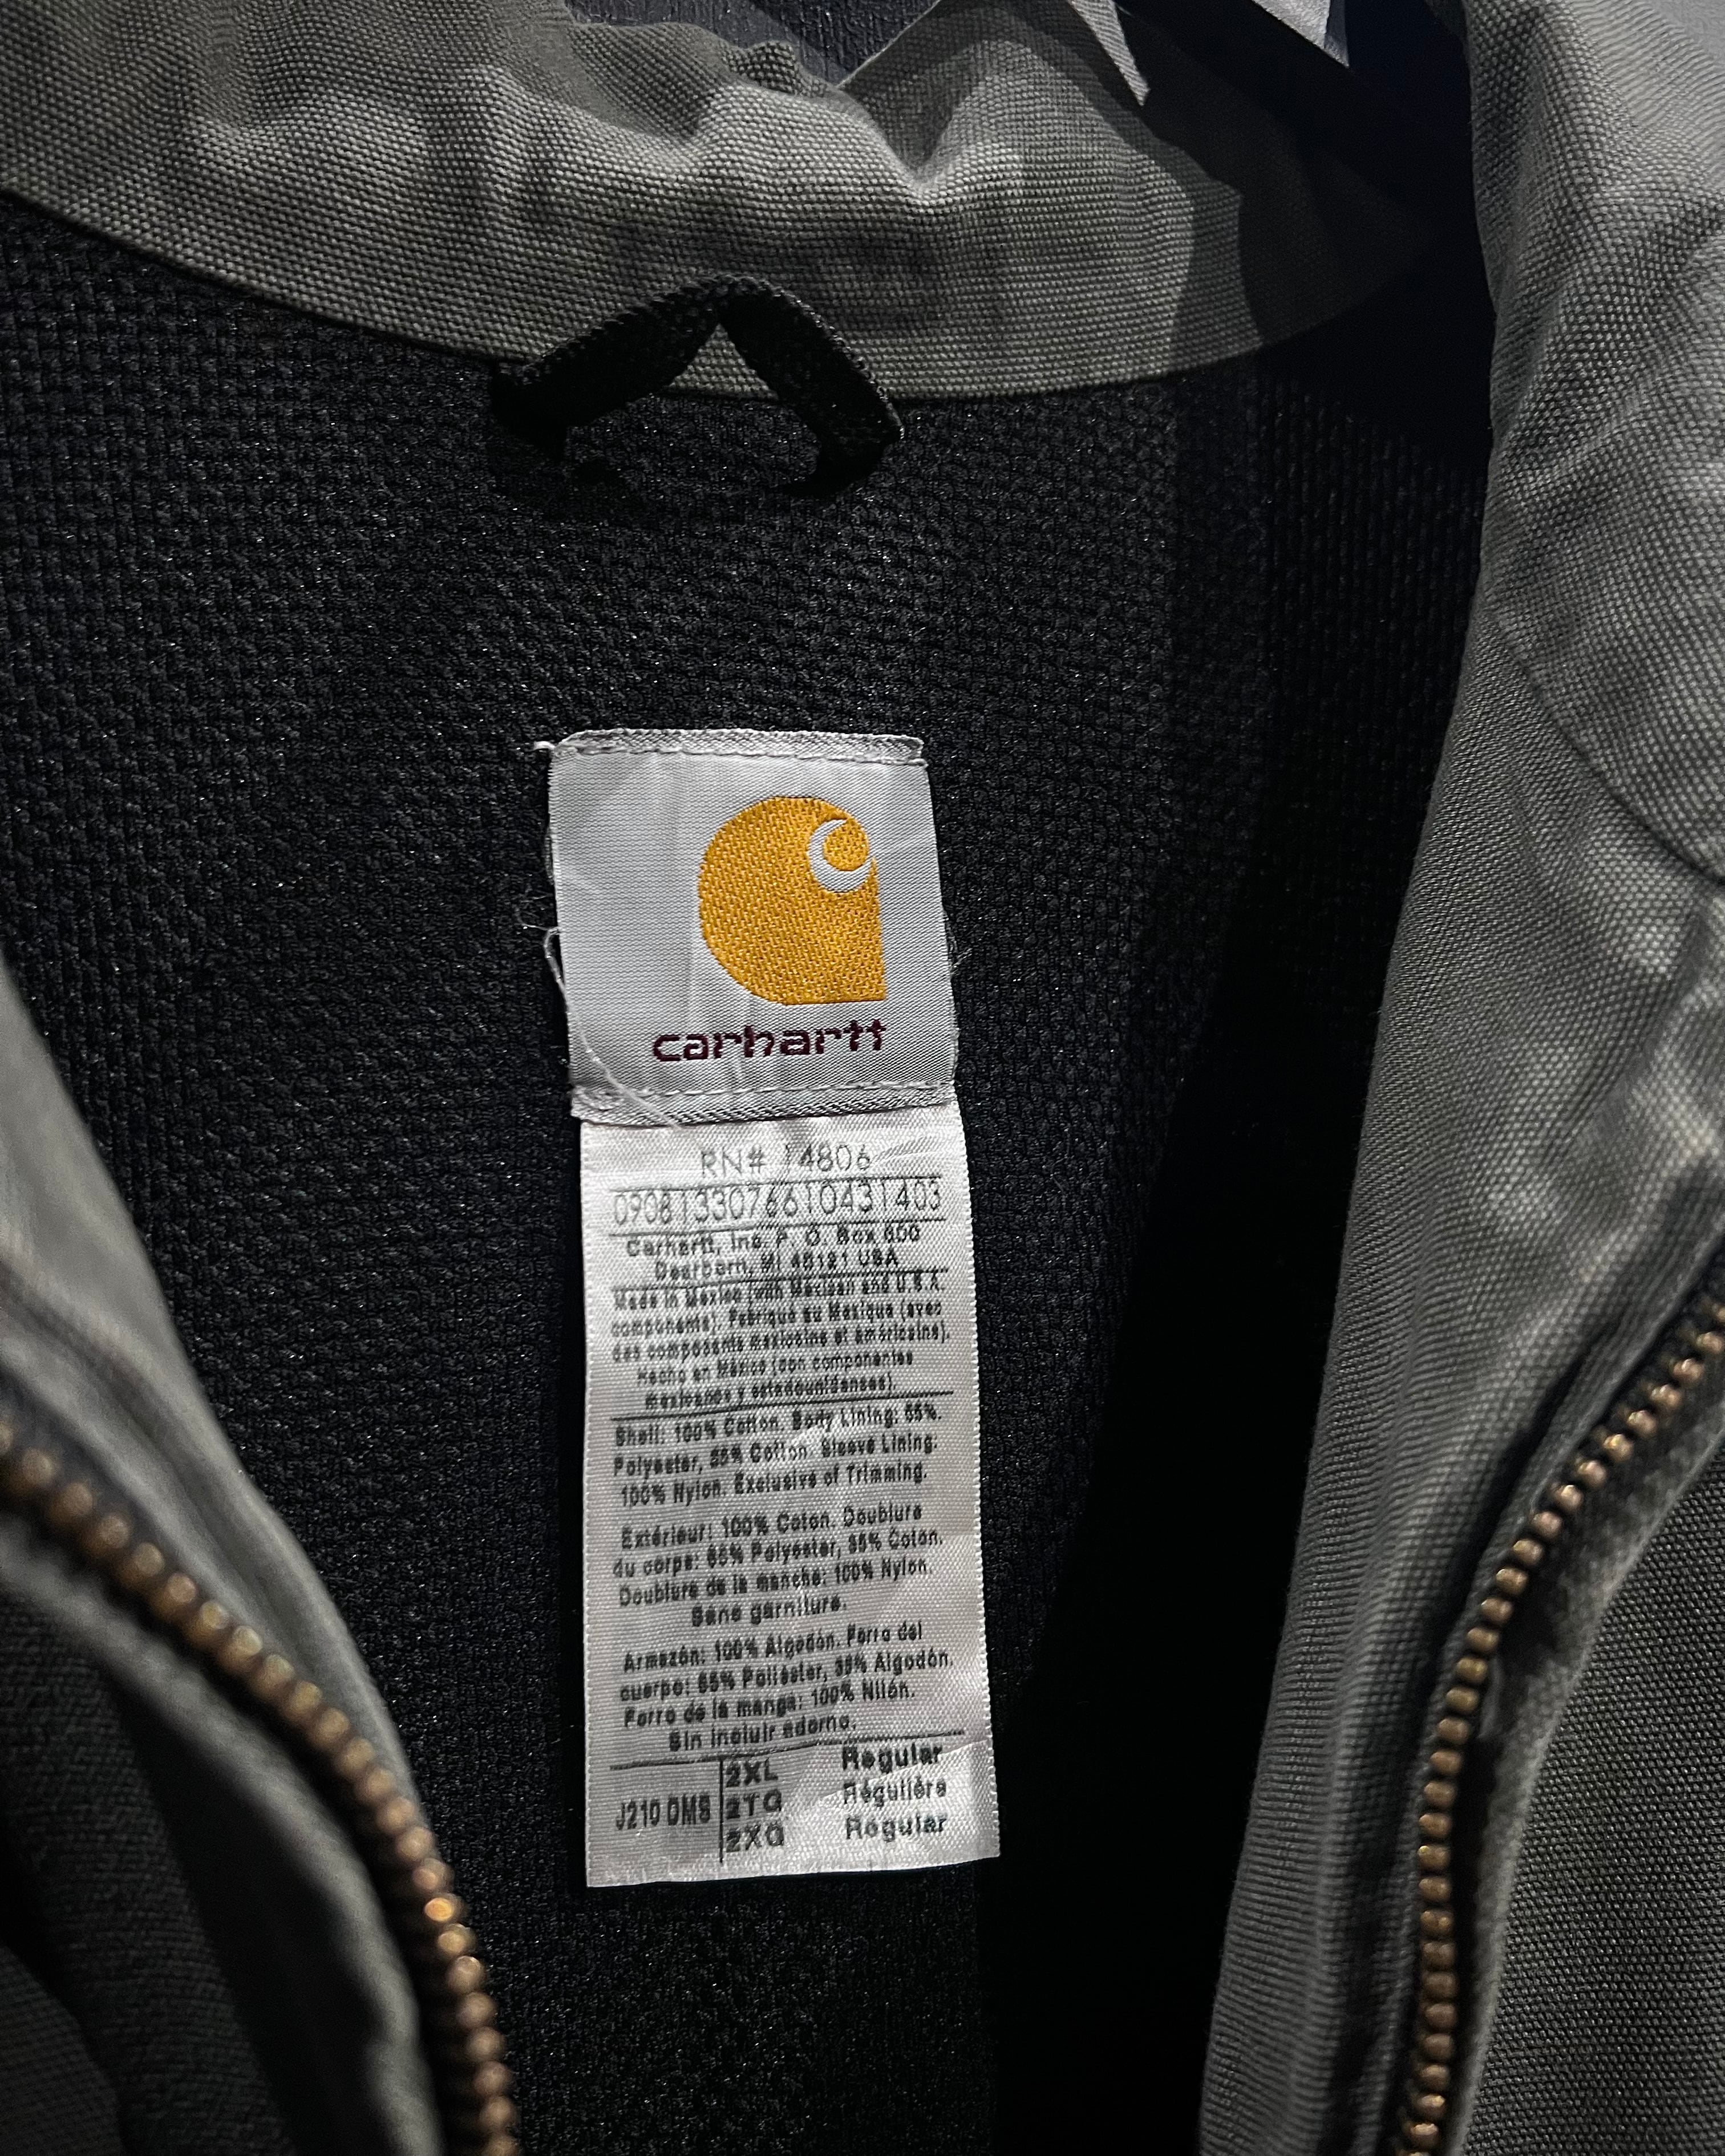 carhartt
RN# 14806
0908133076610431403
Carhartt, Inc. P. O. Box 600
Dearborn, MI 48121 USA
Made in Mexico (with Mexican and U.S.A.
components). Fabriqué au Mexique (avec
des composants mexicains et américains).
Hecho en México (con componentes
mexicanos y estadounidenses).
Shell: 100% Cotton. Body Lining: 65%
Polyester, 35% Cotton. Sleeve Lining:
100% Nylon. Exclusive of Trimming.
Extérieur: 100% Coton. Doublure
du corps: 65% Polyester, 35% Coton.
Doublure de la manche: 100% Nylon.
Sans garniture.
Armazón: 100% Algodón. Forro del
cuerpo: 65% Poliéster, 35% Algodón.
Forro de la manga: 100% Nilón.
Sin incluir adorno.
J210 DMS
2XL Regular
2TG Régulière
2XG Regular